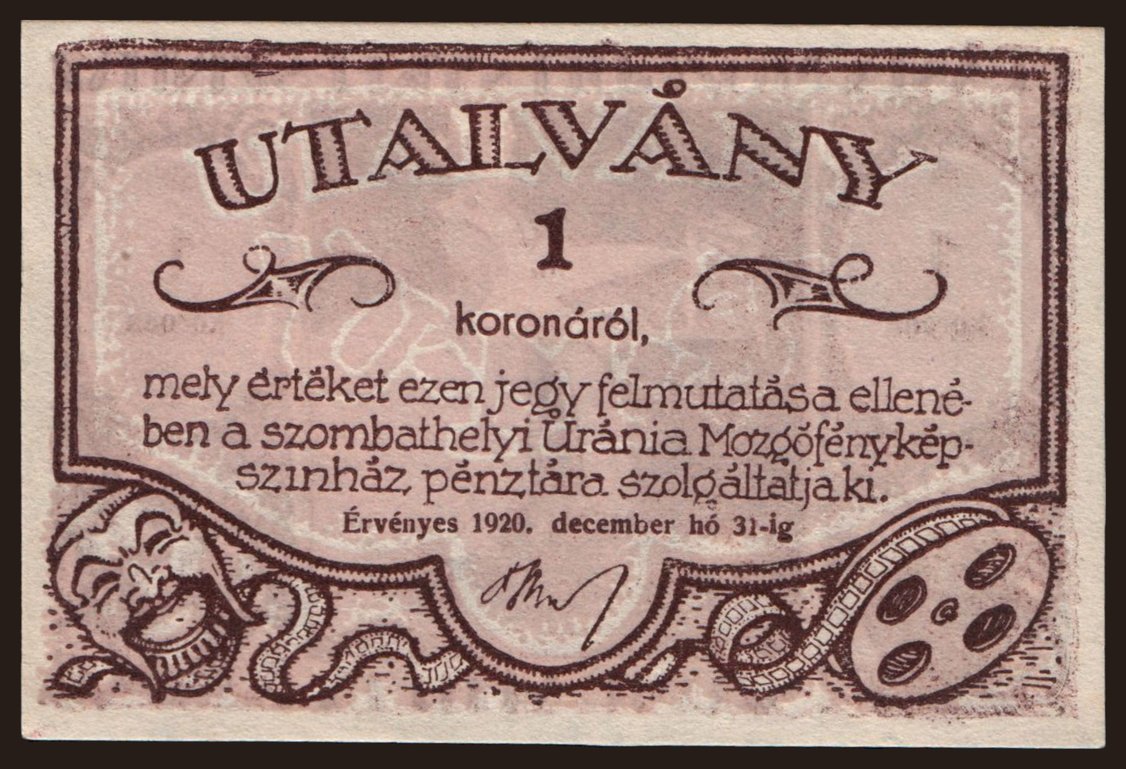 UTALVÁNY
1
koronáról,
mely értéket ezen jegy felmutatása ellené-
ben a szombathelyi Uránia Mozgófénykép-
szinház pénztára szolgáltatja ki.
Érvényes 1920. december hó 31-ig